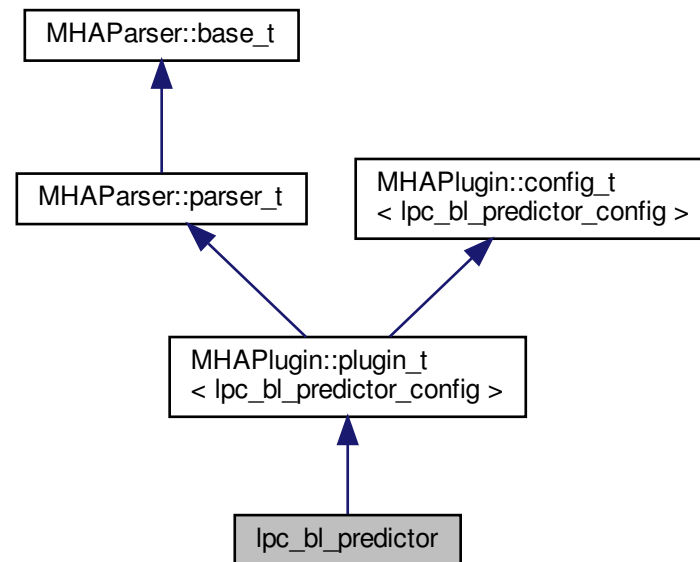 MHAParser::base_t
MHAParser::parser_t
MHAPlugin::config_t
< lpc_bl_predictor_config >
MHAPlugin::plugin_t
< lpc_bl_predictor_config >
lpc_bl_predictor